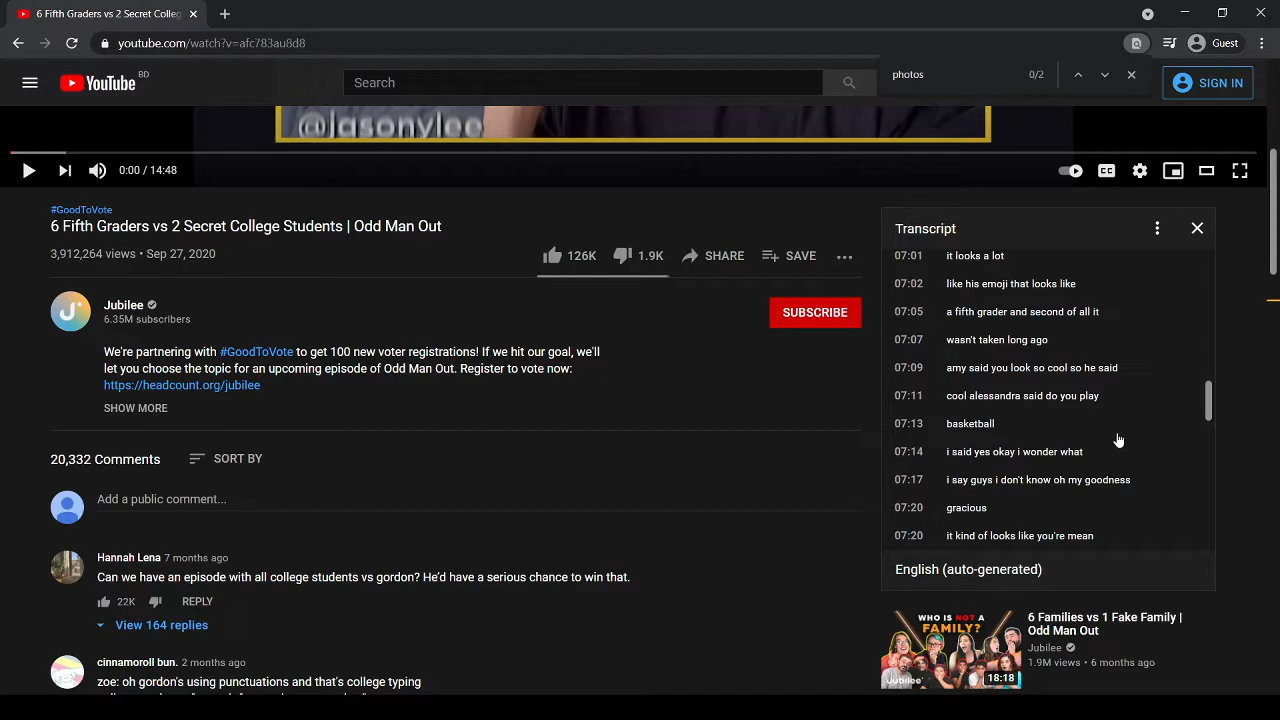 6 Fifth Graders vs 2 Secret Colleg
youtube.com/watch?v=afc783au8d8
Guest
photos
0/2
YouTube BD
Search
SIGN IN
@jasonylee
0:00 / 14:48
CC
#GoodToVote
6 Fifth Graders vs 2 Secret College Students | Odd Man Out
3,912,264 views • Sep 27, 2020
126K
1.9K
SHARE
SAVE
Jubilee
6.35M subscribers
SUBSCRIBE
We're partnering with #GoodToVote to get 100 new voter registrations! If we hit our goal, we'll
let you choose the topic for an upcoming episode of Odd Man Out. Register to vote now:
https://headcount.org/jubilee
SHOW MORE
20,332 Comments
SORT BY
Add a public comment...
Hannah Lena 7 months ago
Can we have an episode with all college students vs gordon? He'd have a serious chance to win that.
22K
REPLY
View 164 replies
cinnamoroll bun. 2 months ago
zoe: oh gordon's using punctuations and that's college typing
Transcript
07:01 it looks a lot
07:02 like his emoji that looks like
07:05 a fifth grader and second of all it
07:07 wasn't taken long ago
07:09 amy said you look so cool so he said
07:11 cool alessandra said do you play
07:13 basketball
07:14 i said yes okay i wonder what
07:17 i say guys i don't know oh my goodness
07:20 gracious
07:20 it kind of looks like you're mean
English (auto-generated)
WHO IS NOT A
FAMILY?
Jubilee
18:18
6 Families vs 1 Fake Family |
Odd Man Out
Jubilee
1.9M views • 6 months ago